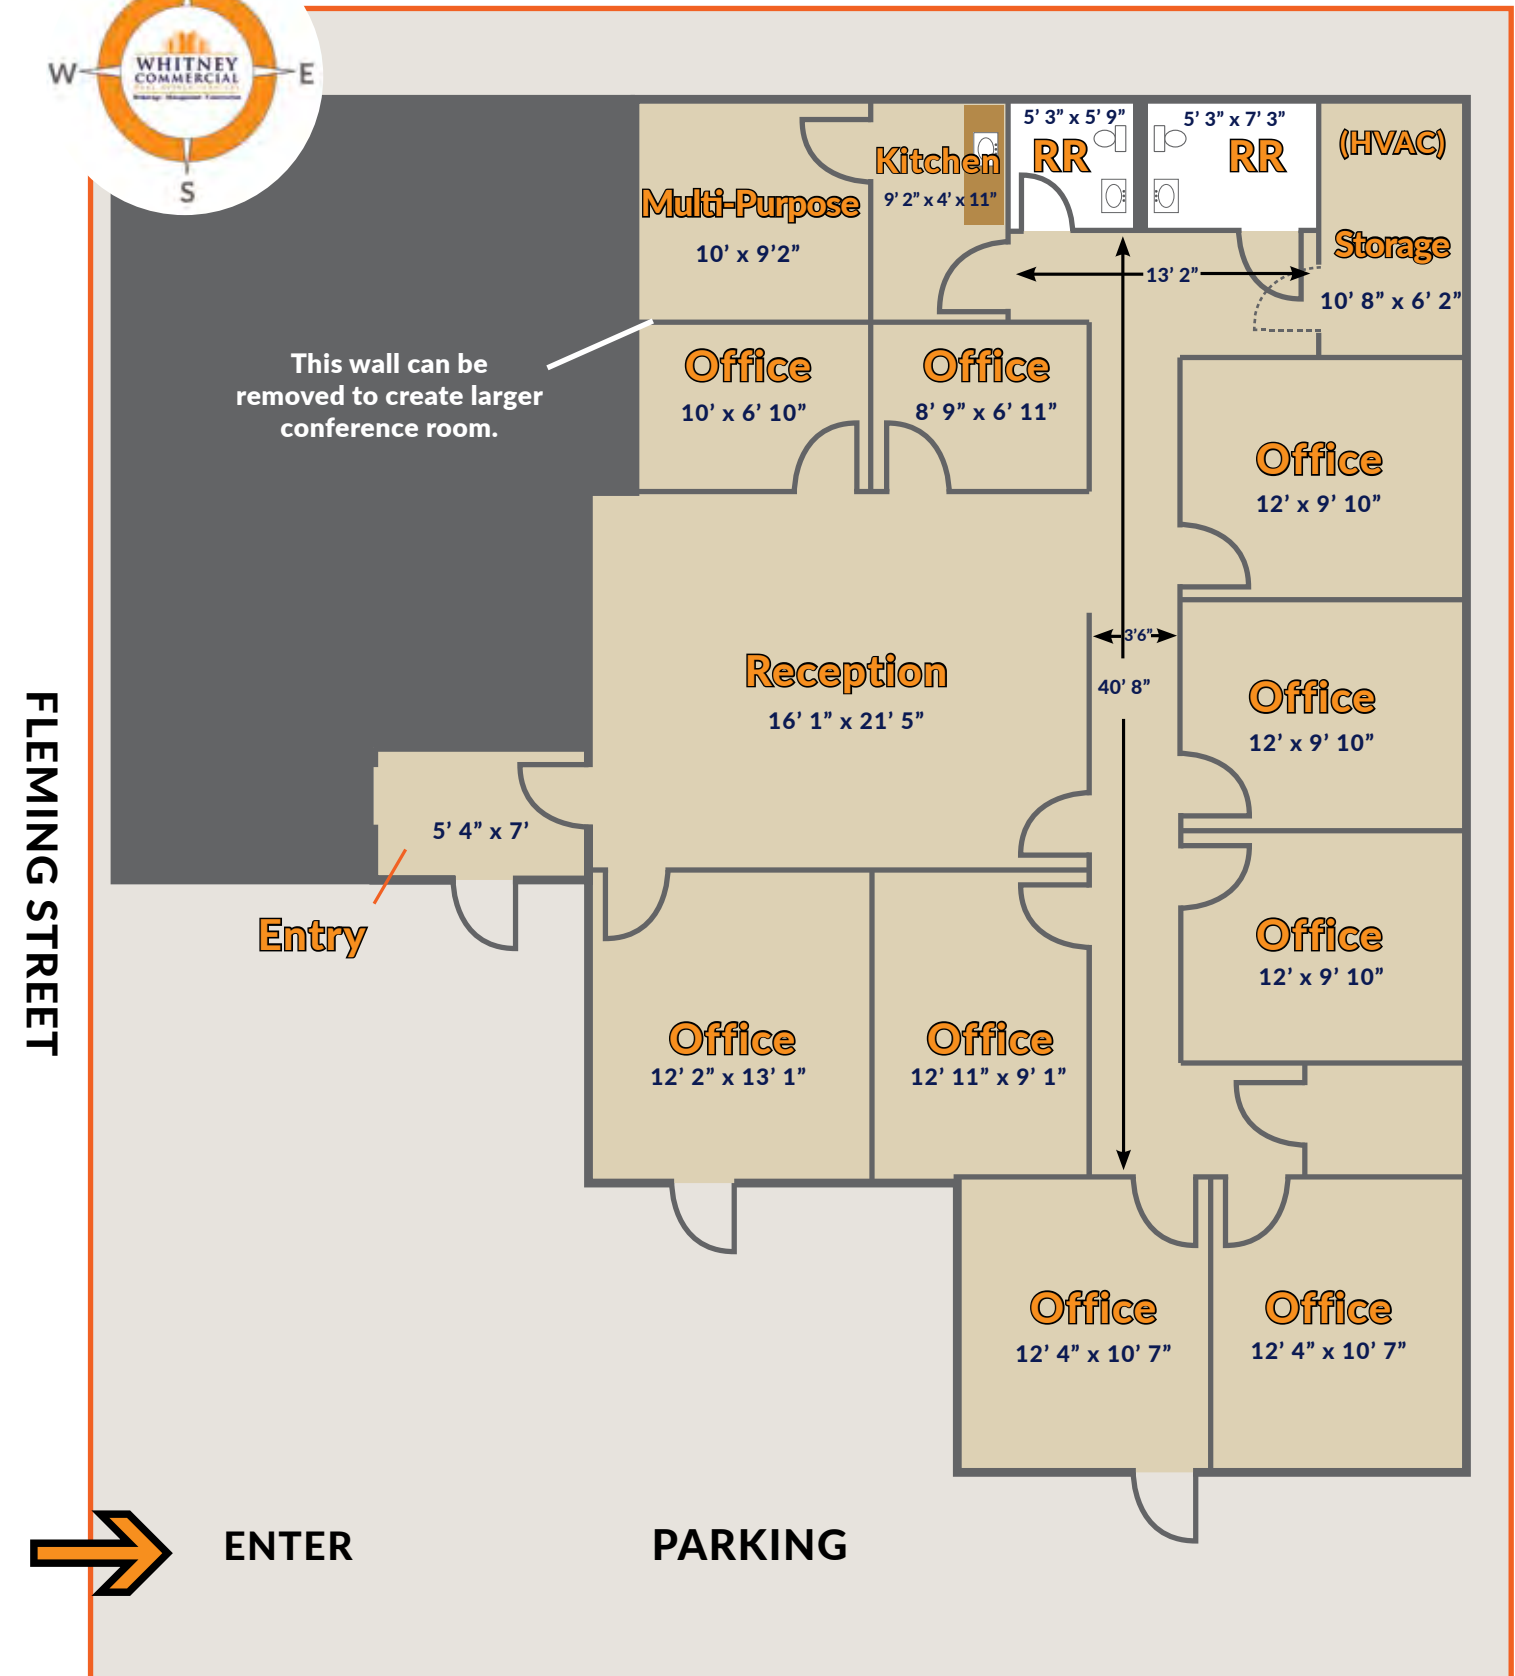 W
WHITNEY
COMMERCIAL
E
S
5’ 3” x 5’ 9”
RR
5’ 3” x 7’ 3”
RR
(HVAC)
Storage
10’ 8” x 6’ 2”
Kitchen
9’ 2” x 4’ x 11”
Multi-Purpose
10’ x 9’2”
13’ 2”
This wall can be
removed to create larger
conference room.
Office
10’ x 6’ 10”
Office
8’ 9” x 6’ 11”
Office
12’ x 9’ 10”
3’6”
40’ 8”
Reception
16’ 1” x 21’ 5”
Office
12’ x 9’ 10”
5’ 4” x 7’
Entry
FLEMING STREET
Office
12’ x 9’ 10”
Office
12’ 2” x 13’ 1”
Office
12’ 11” x 9’ 1”
Office
12’ 4” x 10’ 7”
Office
12’ 4” x 10’ 7”
ENTER
PARKING